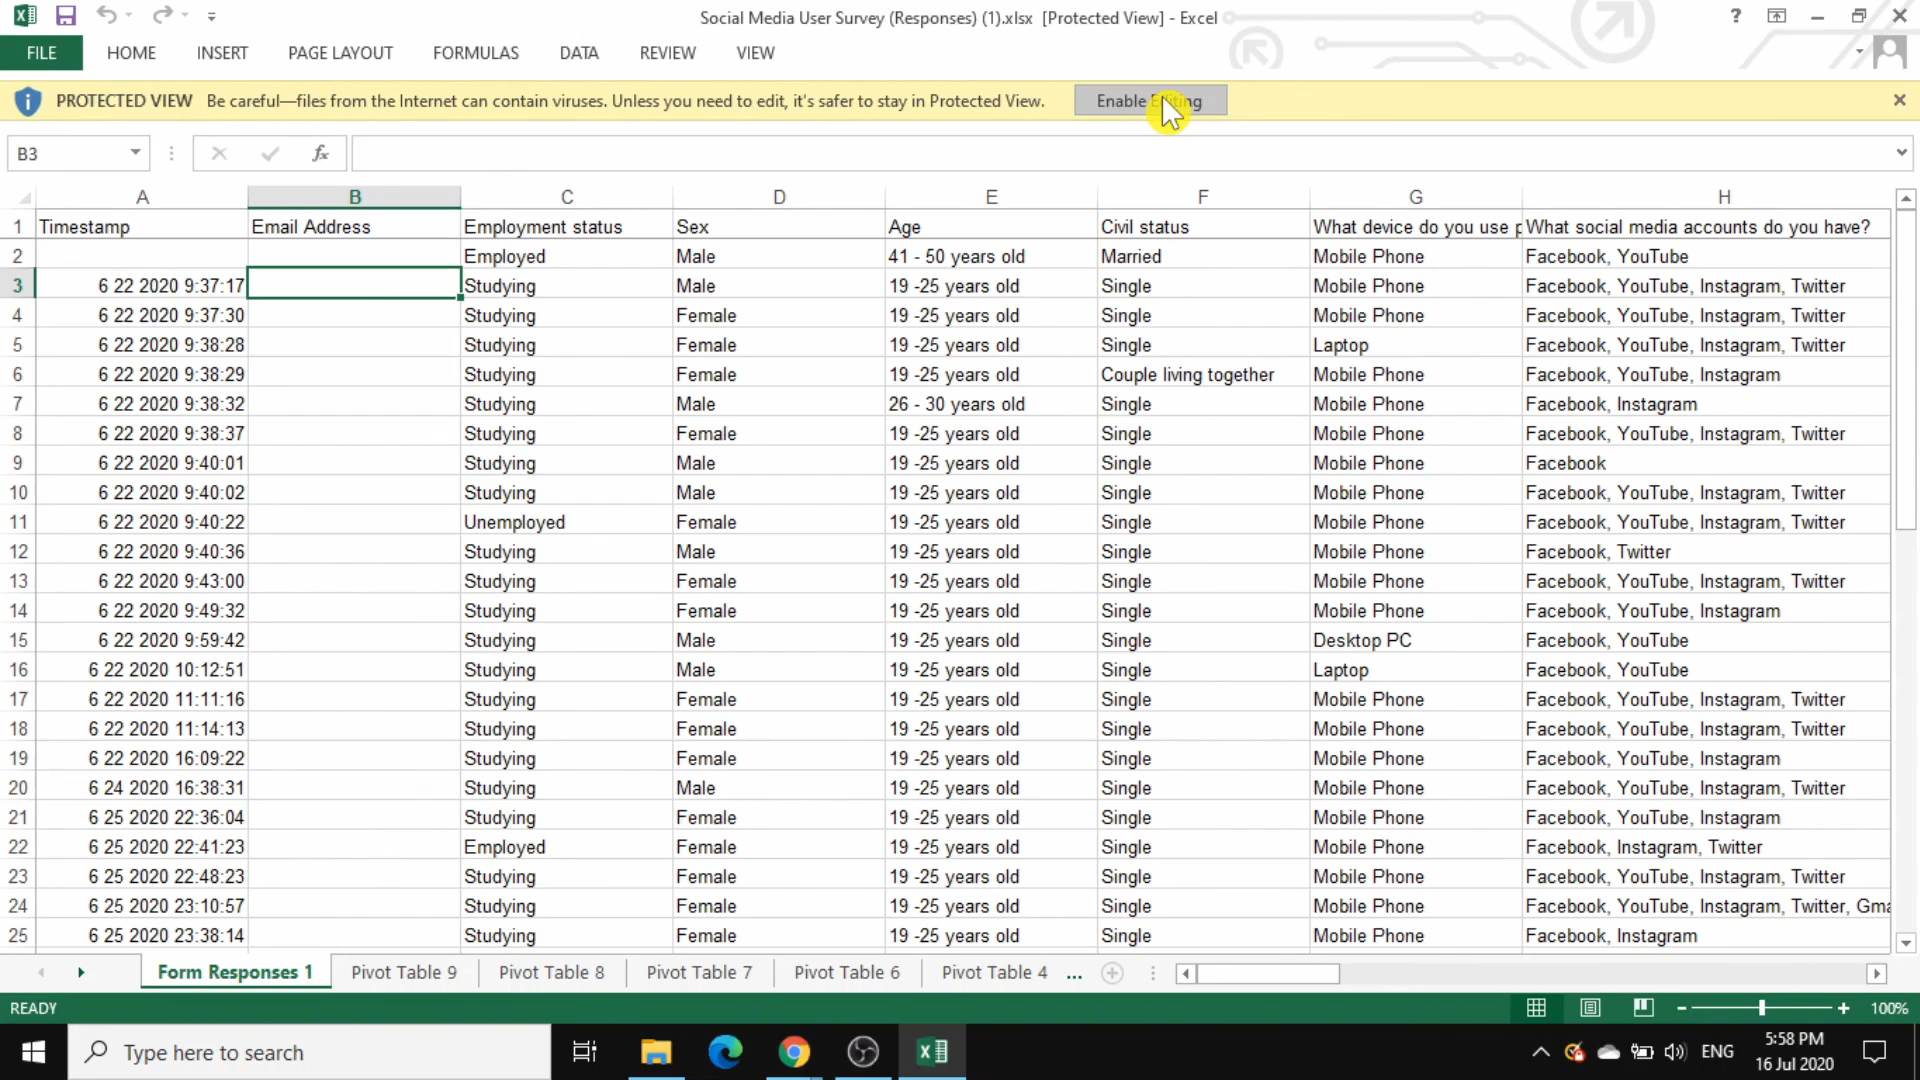 Social Media User Survey (Responses) (1).xlsx [Protected View] - Excel
FILE HOME INSERT PAGE LAYOUT FORMULAS DATA REVIEW VIEW
PROTECTED VIEW Be careful—files from the Internet can contain viruses. Unless you need to edit, it's safer to stay in Protected View. Enable Editing
B3 fx
A B C D E F G H
1 Timestamp Email Address Employment status Sex Age Civil status What device do you use What social media accounts do you have?
2 Employed Male 41 - 50 years old Married Mobile Phone Facebook, YouTube
3 6 22 2020 9:37:17 Studying Male 19 -25 years old Single Mobile Phone Facebook, YouTube, Instagram, Twitter
4 6 22 2020 9:37:30 Studying Female 19 -25 years old Single Mobile Phone Facebook, YouTube, Instagram, Twitter
5 6 22 2020 9:38:28 Studying Female 19 -25 years old Single Laptop Facebook, YouTube, Instagram, Twitter
6 6 22 2020 9:38:29 Studying Female 19 -25 years old Couple living together Mobile Phone Facebook, YouTube, Instagram
7 6 22 2020 9:38:32 Studying Male 26 - 30 years old Single Mobile Phone Facebook, Instagram
8 6 22 2020 9:38:37 Studying Female 19 -25 years old Single Mobile Phone Facebook, YouTube, Instagram, Twitter
9 6 22 2020 9:40:01 Studying Male 19 -25 years old Single Mobile Phone Facebook
10 6 22 2020 9:40:02 Studying Male 19 -25 years old Single Mobile Phone Facebook, YouTube, Instagram, Twitter
11 6 22 2020 9:40:22 Unemployed Female 19 -25 years old Single Mobile Phone Facebook, YouTube, Instagram, Twitter
12 6 22 2020 9:40:36 Studying Male 19 -25 years old Single Mobile Phone Facebook, Twitter
13 6 22 2020 9:43:00 Studying Female 19 -25 years old Single Mobile Phone Facebook, YouTube, Instagram, Twitter
14 6 22 2020 9:49:32 Studying Female 19 -25 years old Single Mobile Phone Facebook, YouTube, Instagram
15 6 22 2020 9:59:42 Studying Male 19 -25 years old Single Desktop PC Facebook, YouTube
16 6 22 2020 10:12:51 Studying Male 19 -25 years old Single Laptop Facebook, YouTube
17 6 22 2020 11:11:16 Studying Female 19 -25 years old Single Mobile Phone Facebook, YouTube, Instagram, Twitter
18 6 22 2020 11:14:13 Studying Female 19 -25 years old Single Mobile Phone Facebook, YouTube, Instagram, Twitter
19 6 22 2020 16:09:22 Studying Female 19 -25 years old Single Mobile Phone Facebook, YouTube, Instagram
20 6 24 2020 16:38:31 Studying Male 19 -25 years old Single Mobile Phone Facebook, YouTube, Instagram, Twitter
21 6 25 2020 22:36:04 Studying Female 19 -25 years old Single Mobile Phone Facebook, YouTube, Instagram
22 6 25 2020 22:41:23 Employed Female 19 -25 years old Single Mobile Phone Facebook, Instagram, Twitter
23 6 25 2020 22:48:23 Studying Female 19 -25 years old Single Mobile Phone Facebook, YouTube, Instagram, Twitter
24 6 25 2020 23:10:57 Studying Female 19 -25 years old Single Mobile Phone Facebook, YouTube, Instagram, Twitter, Gma
25 6 25 2020 23:38:14 Studying Female 19 -25 years old Single Mobile Phone Facebook, Instagram
Form Responses 1 Pivot Table 9 Pivot Table 8 Pivot Table 7 Pivot Table 6 Pivot Table 4 ...
READY 100%
Type here to search ENG 5:58 PM
16 Jul 2020